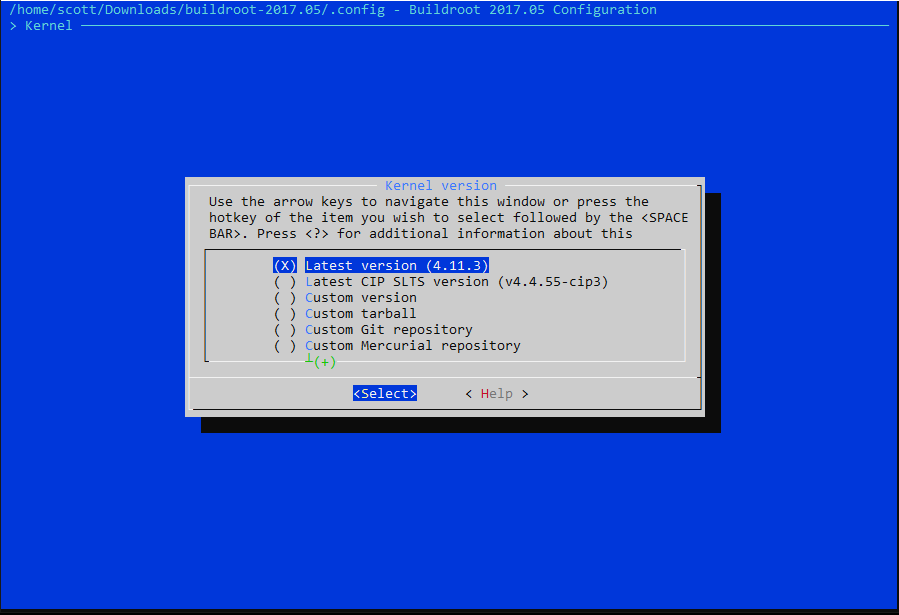 /home/scott/Downloads/buildroot-2017.05/.config - Buildroot 2017.05 Configuration
> Kernel
Kernel version
Use the arrow keys to navigate this window or press the
hotkey of the item you wish to select followed by the <SPACE
BAR>. Press <?> for additional information about this
(X) Latest version (4.11.3)
( ) Latest CIP SLTS version (v4.4.55-cip3)
( ) Custom version
( ) Custom tarball
( ) Custom Git repository
( ) Custom Mercurial repository
┴(+)
<Select> < Help >